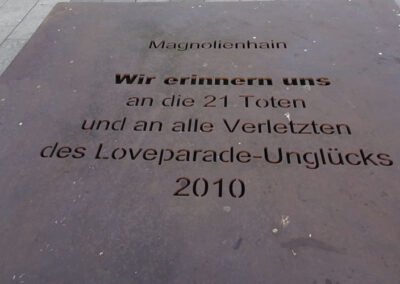 Magnolienhain
Wir erinnern uns
an die 21 Toten
und an alle Verletzten
des Loveparade-Unglücks
2010